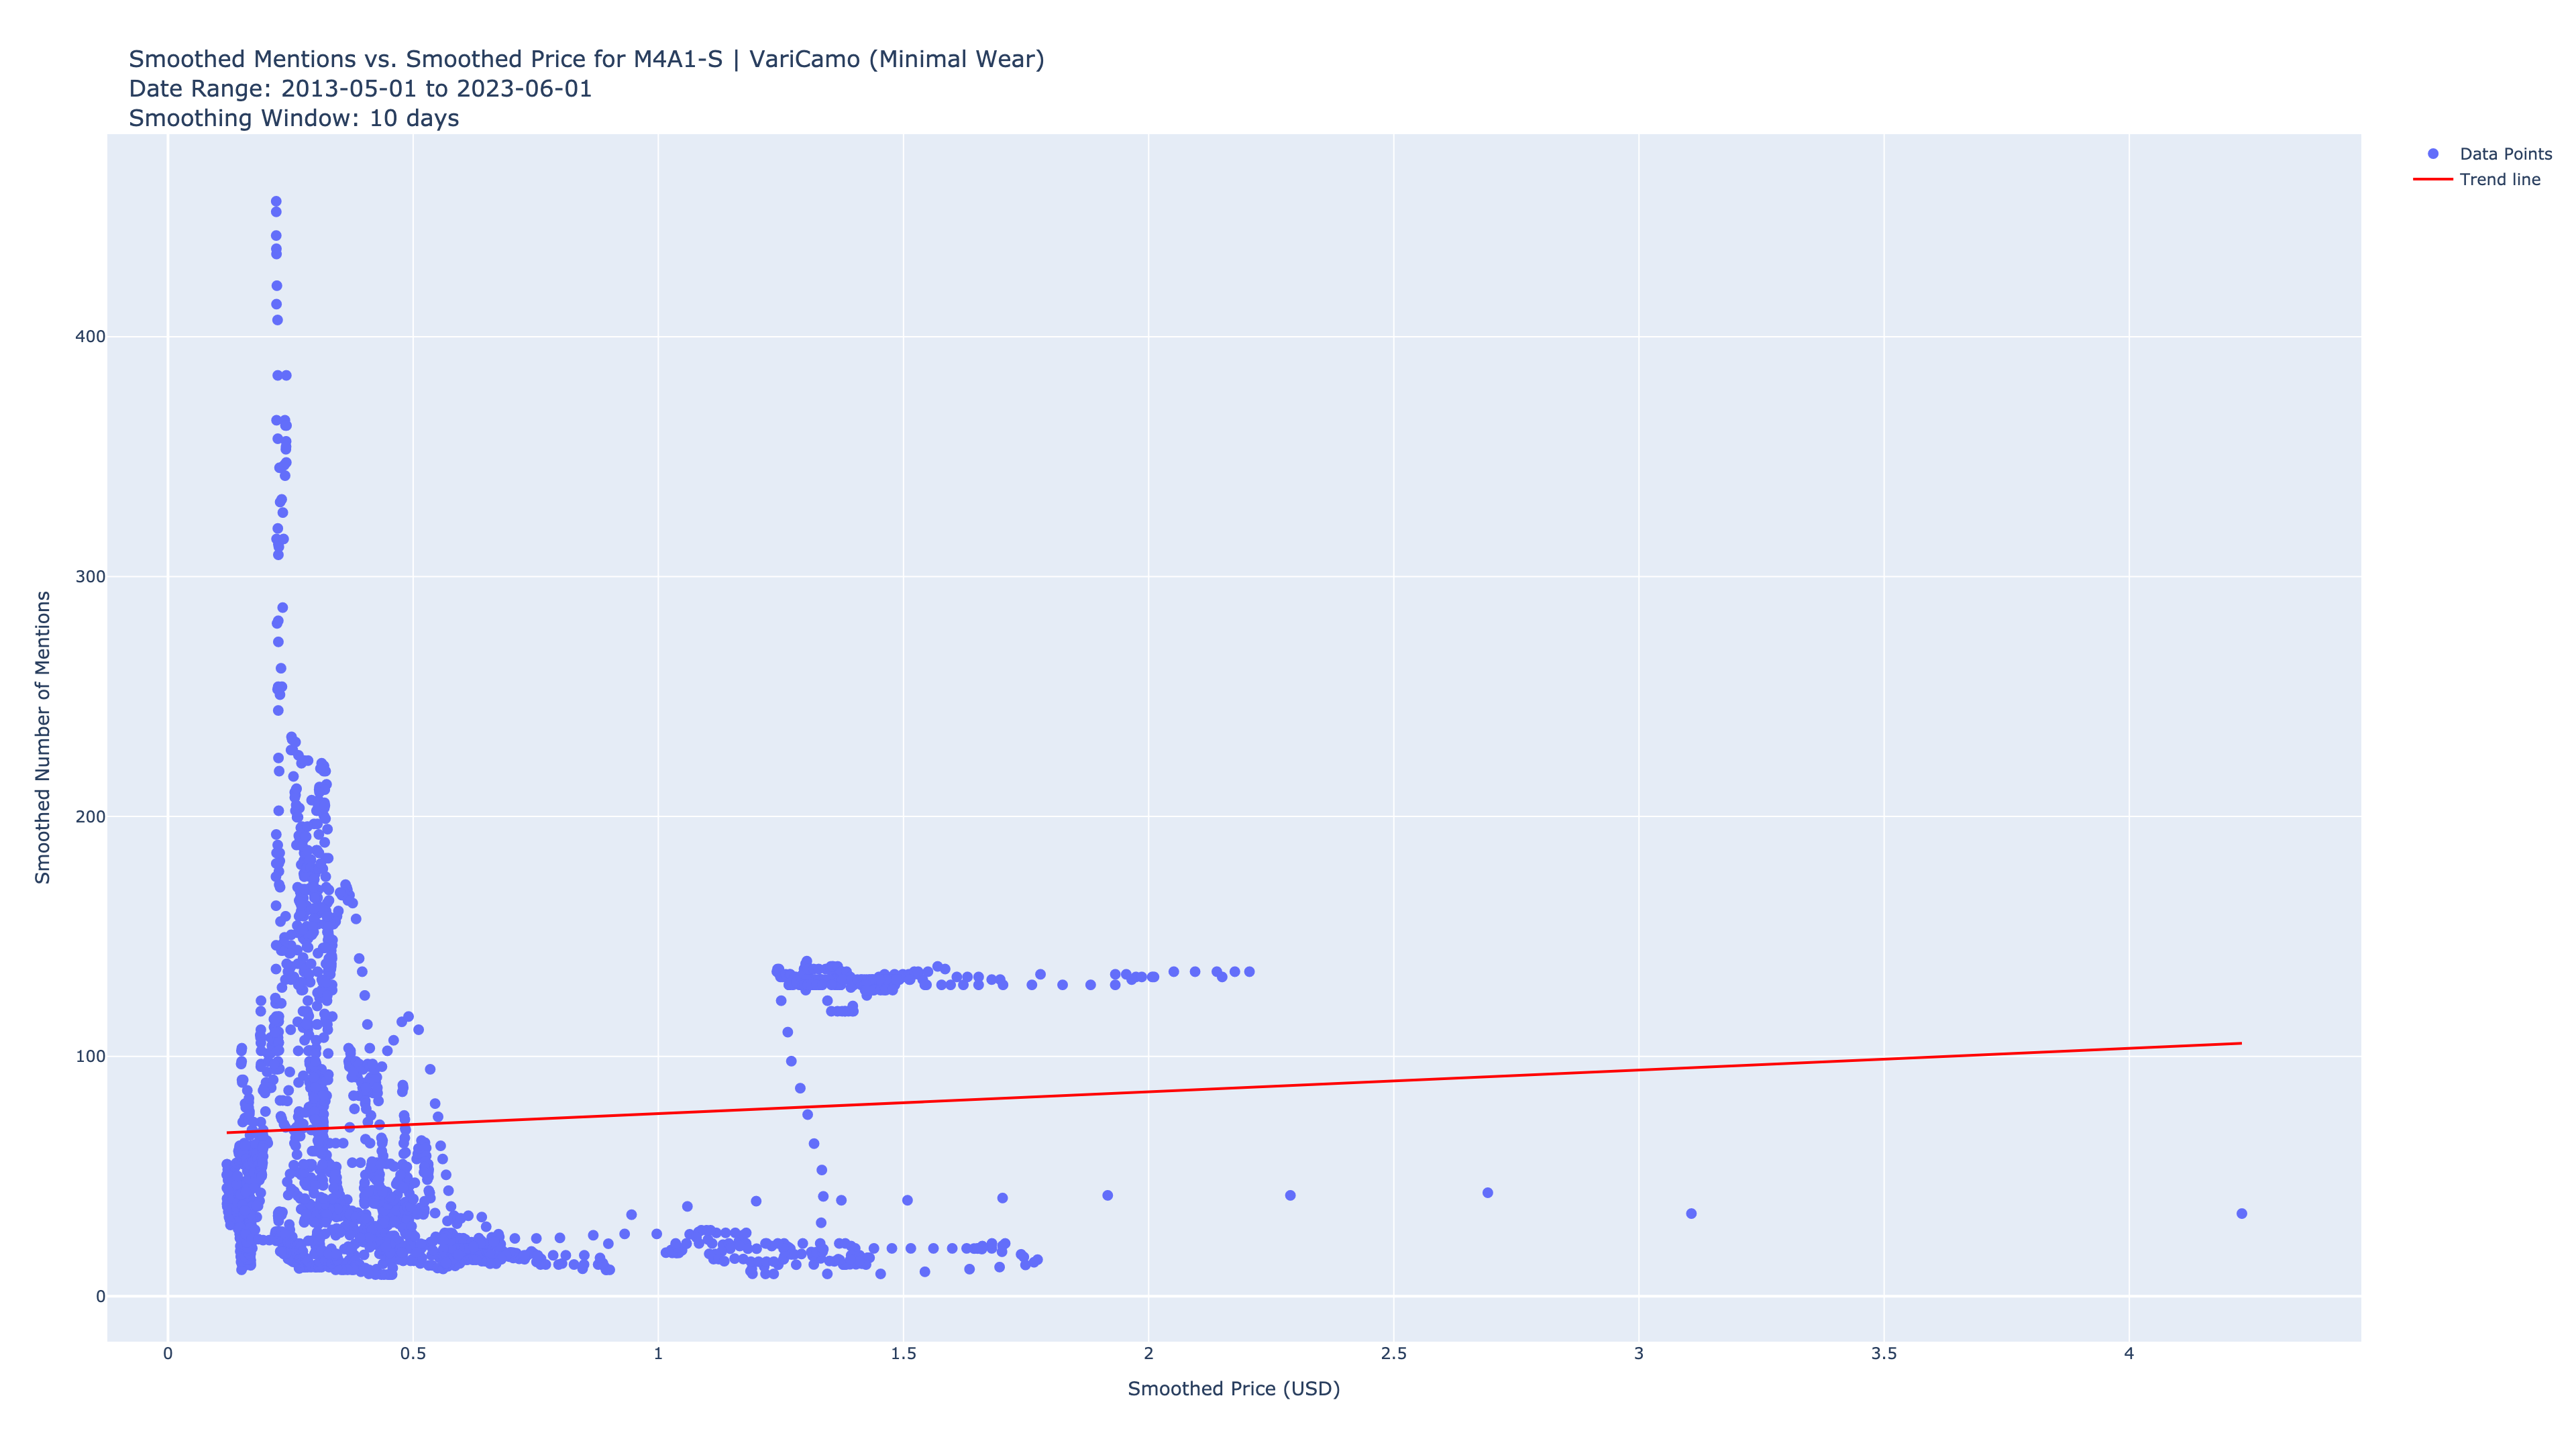 Smoothed Mentions vs. Smoothed Price for M4A1-S | VariCamo (Minimal Wear)
Date Range: 2013-05-01 to 2023-06-01
Smoothing Window: 10 days
Data Points
Trend line
Smoothed Number of Mentions
400
300
200
100
0
0
0.5
1
1.5
2
2.5
3
3.5
4
Smoothed Price (USD)